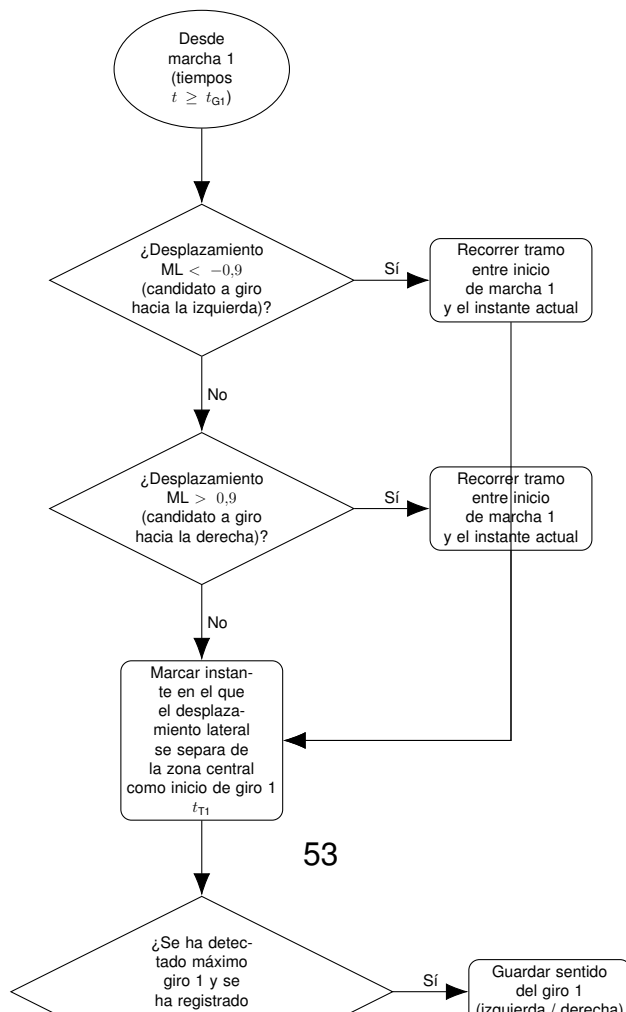 Desde
marcha 1
(tiempos
t ≥ tG1)
¿Desplazamiento
ML < −0,9
(candidato a giro
hacia la izquierda)?
Sí
Recorrer tramo
entre inicio
de marcha 1
y el instante actual
No
¿Desplazamiento
ML > 0,9
(candidato a giro
hacia la derecha)?
Sí
Recorrer tramo
entre inicio
de marcha 1
y el instante actual
No
Marcar instan-
te en el que
el desplaza-
miento lateral
se separa de
la zona central
como inicio de giro 1
tT1
53
¿Se ha detec-
tado máximo
giro 1 y se
ha registrado
Sí
Guardar sentido
del giro 1
(izquierda / derecha)